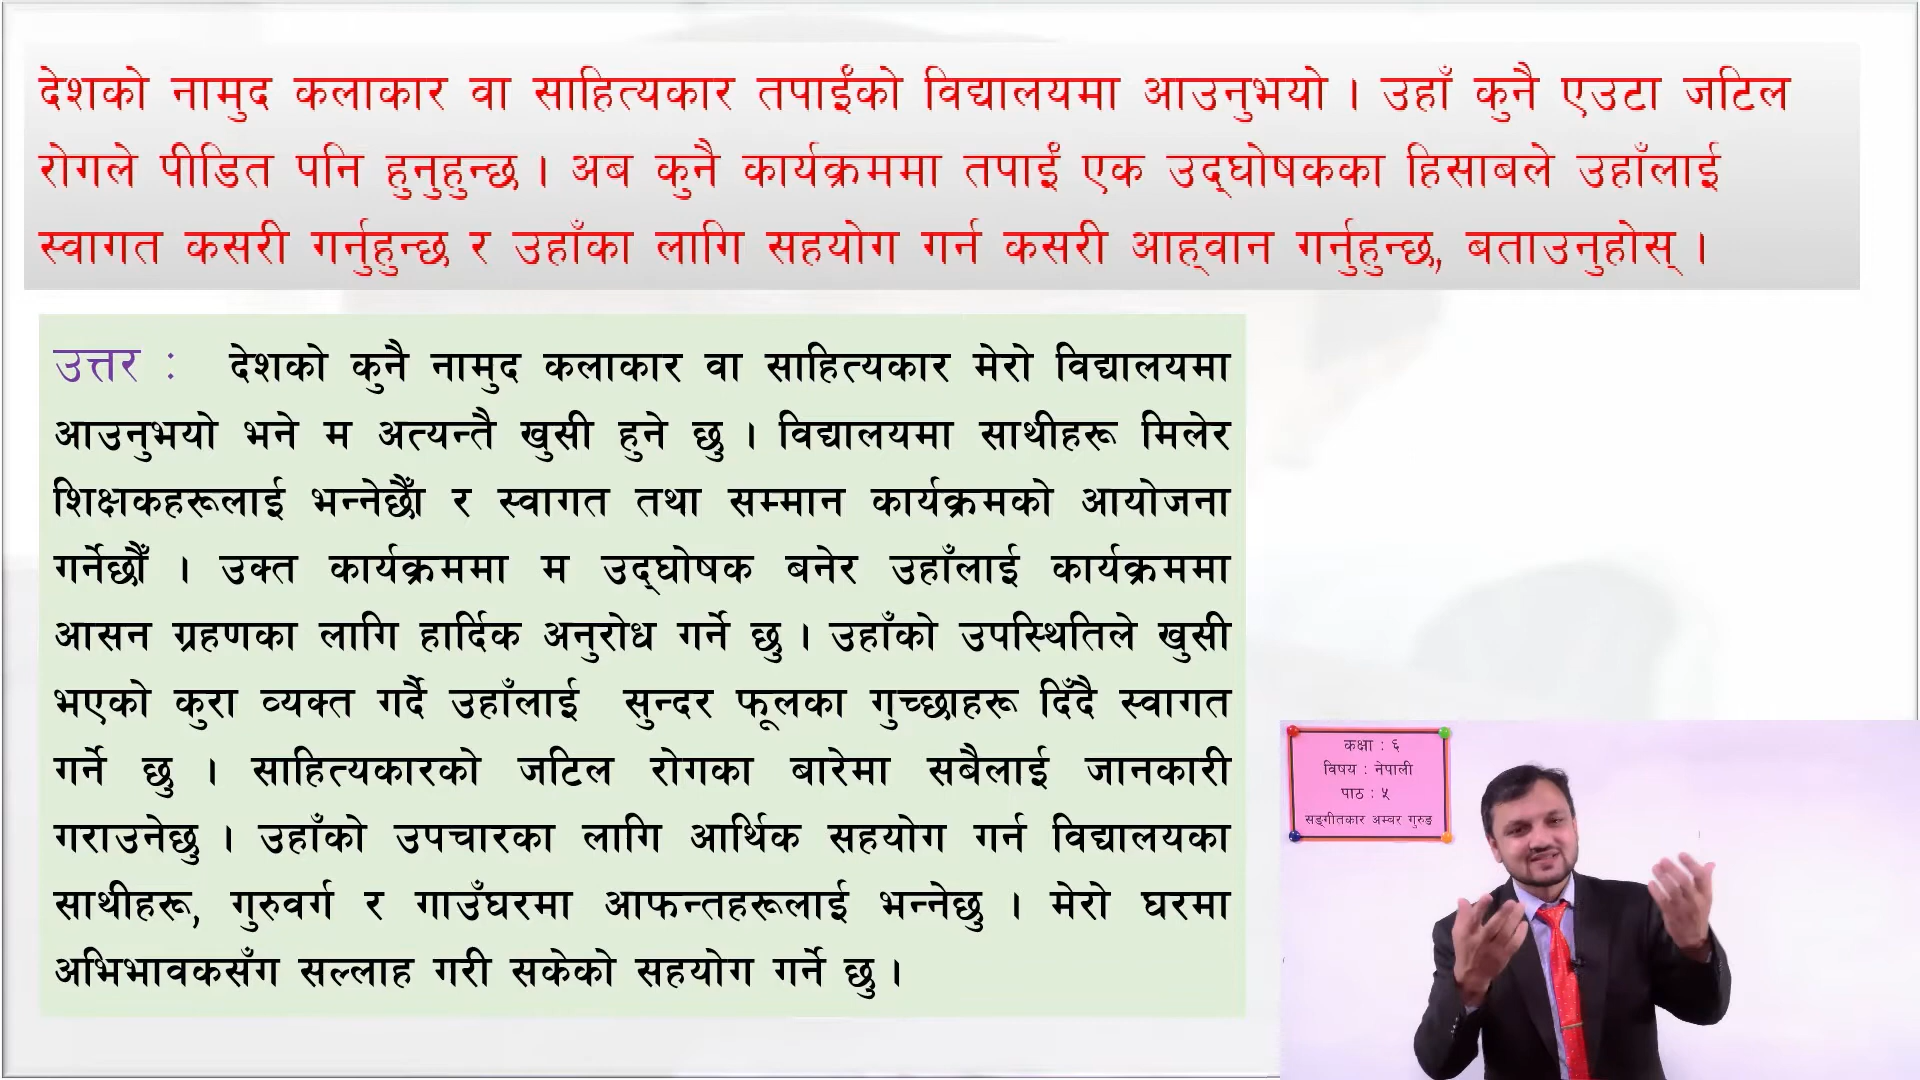 देशको नामुद कलाकार वा साहित्यकार तपाईंको विद्यालयमा आउनुभयो । उहाँ कुनै एउटा जटिल
रोगले पीडित पनि हुनुहुन्छ । अब कुनै कार्यक्रममा तपाईं एक उद्‌घोषकका हिसाबले उहाँलाई
स्वागत कसरी गर्नुहुन्छ र उहाँका लागि सहयोग गर्न कसरी आह्‌वान गर्नुहुन्छ, बताउनुहोस् ।
उत्तर : देशको कुनै नामुद कलाकार वा साहित्यकार मेरो विद्यालयमा
आउनुभयो भने म अत्यन्तै खुसी हुने छु । विद्यालयमा साथीहरू मिलेर
शिक्षकहरूलाई भन्नेछौँ र स्वागत तथा सम्मान कार्यक्रमको आयोजना
गर्नेछौँ । उक्त कार्यक्रममा म उद्‌घोषक बनेर उहाँलाई कार्यक्रममा
आसन ग्रहणका लागि हार्दिक अनुरोध गर्ने छु । उहाँको उपस्थितिले खुसी
भएको कुरा व्यक्त गर्दै उहाँलाई सुन्दर फूलका गुच्छाहरू दिँदै स्वागत
गर्ने छु । साहित्यकारको जटिल रोगका बारेमा सबैलाई जानकारी
गराउनेछु । उहाँको उपचारका लागि आर्थिक सहयोग गर्न विद्यालयका
साथीहरू, गुरुवर्ग र गाउँघरमा आफन्तहरूलाई भन्नेछु । मेरो घरमा
अभिभावकसँग सल्लाह गरी सकेको सहयोग गर्ने छु ।
कक्षा : ६
विषय : नेपाली
पाठ : ५
सङ्गीतकार अम्बर गुरुङ